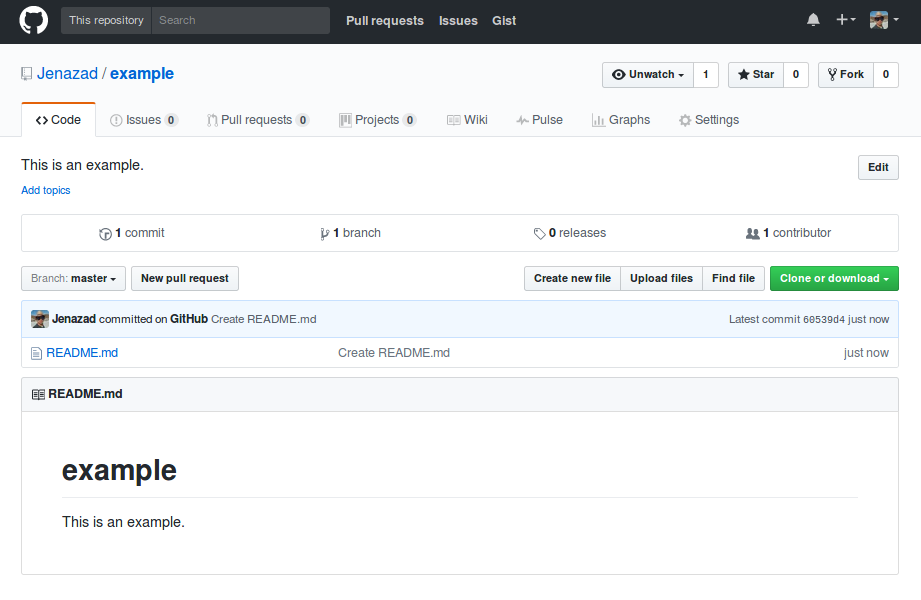 This repository Search Pull requests Issues Gist
Jenazad / example Unwatch 1 Star 0 Fork 0
Code Issues 0 Pull requests 0 Projects 0 Wiki Pulse Graphs Settings
This is an example. Edit
Add topics
1 commit 1 branch 0 releases 1 contributor
Branch: master New pull request Create new file Upload files Find file Clone or download
Jenazad committed on GitHub Create README.md Latest commit 60539d4 just now
README.md Create README.md just now
README.md
example
This is an example.